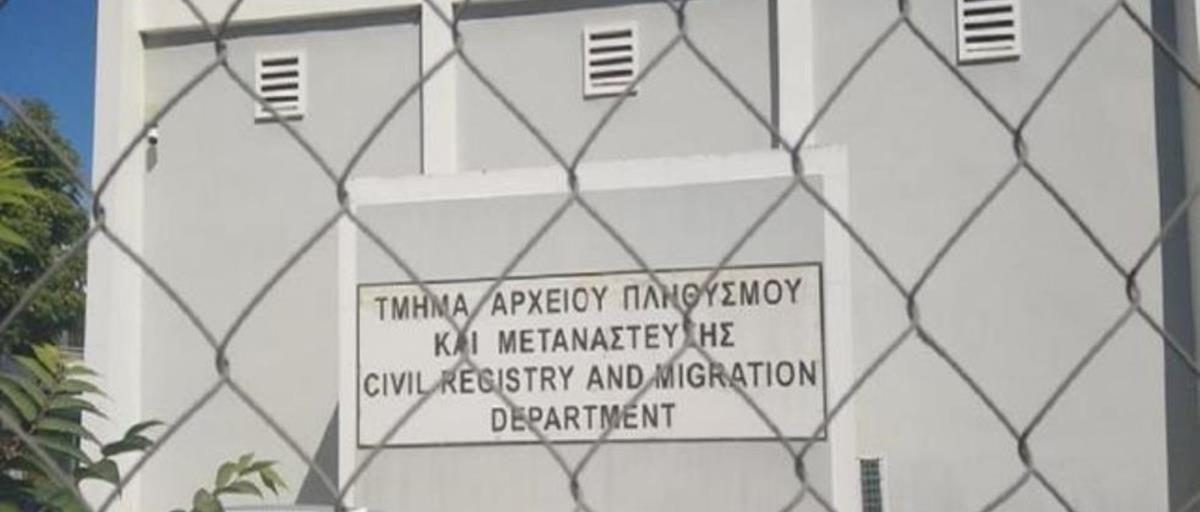 ΤΜΗΜΑ ΑΡΧΕΙΟΥ ΠΛΗΘΥΣΜΟΥ
ΚΑΙ ΜΕΤΑΝΑΣΤΕΥΣΗΣ
CIVIL REGISTRY AND MIGRATION
DEPARTMENT